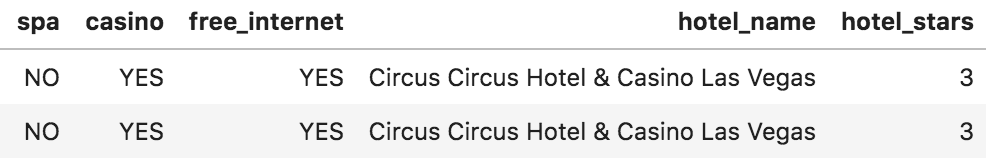 spa casino free_internet hotel_name hotel_stars
NO YES YES Circus Circus Hotel & Casino Las Vegas 3
NO YES YES Circus Circus Hotel & Casino Las Vegas 3